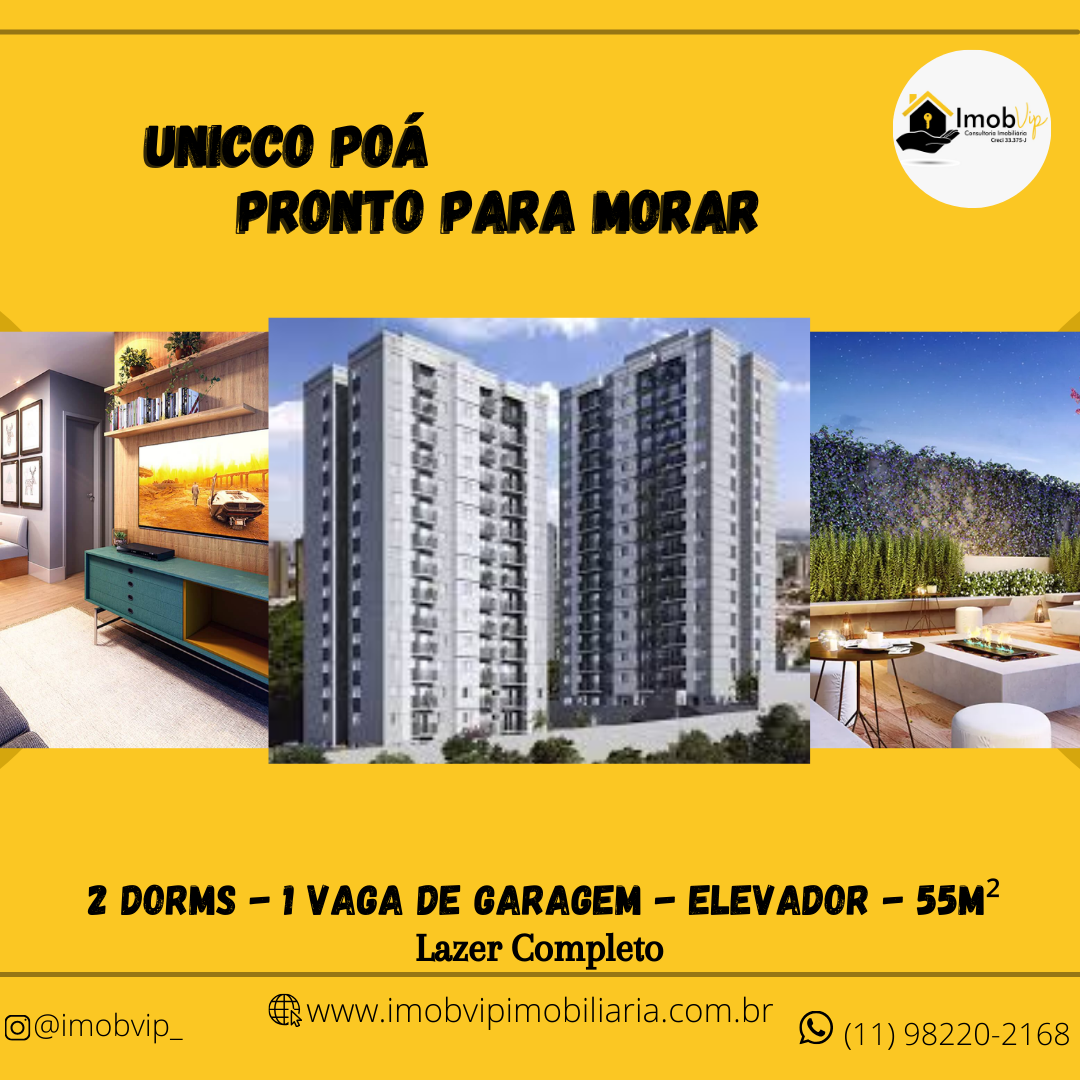 UNICCO POÁ
PRONTO PARA MORAR
ImobVip
Consultoria Imobiliária
Creci 33.375-J
2 DORMS - 1 VAGA DE GARAGEM - ELEVADOR - 55M²
Lazer Completo
@imobvip_
www.imobvipimobiliaria.com.br
(11) 98220-2168